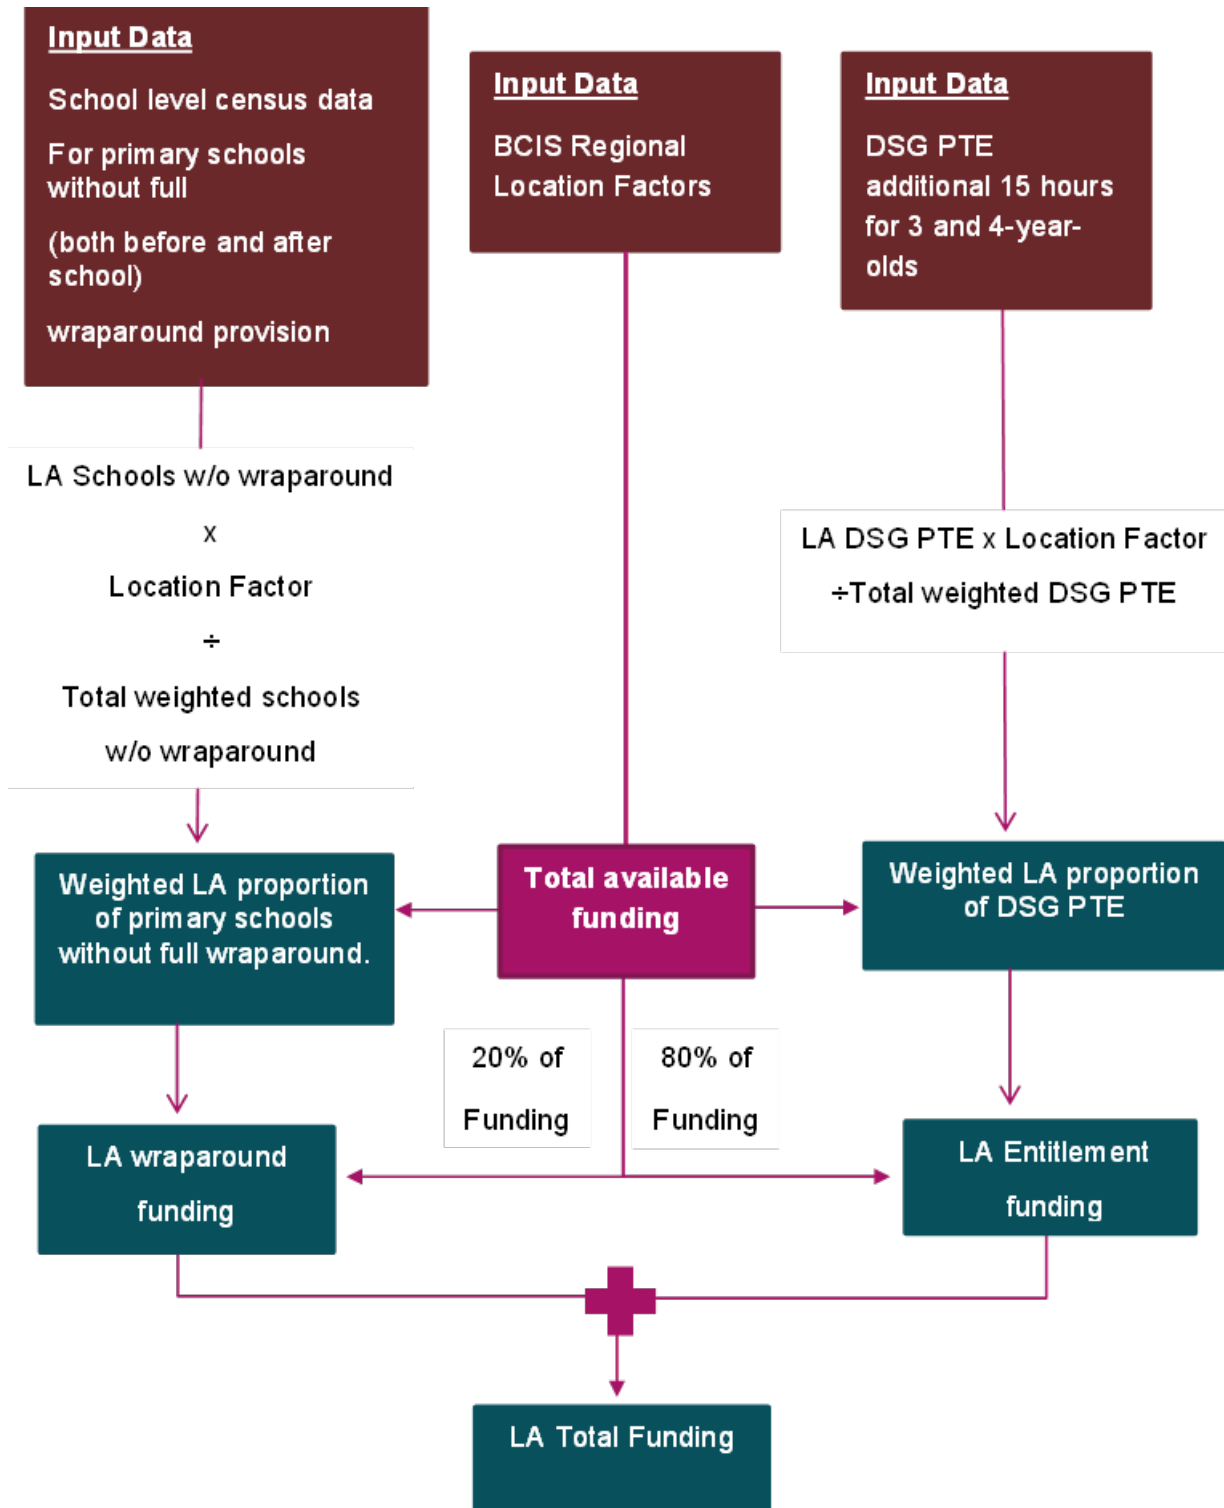 Input Data
School level census data
For primary schools
without full
(both before and after
school)
wraparound provision
Input Data
BCIS Regional
Location Factors
Input Data
DSG PTE
additional 15 hours
for 3 and 4-year-
olds
LA Schools w/o wraparound
x
Location Factor
÷
Total weighted schools
w/o wraparound
LA DSG PTE x Location Factor
÷Total weighted DSG PTE
Weighted LA proportion
of primary schools
without full wraparound.
Total available
funding
Weighted LA proportion
of DSG PTE
20% of
Funding
80% of
Funding
LA wraparound
funding
LA Entitlement
funding
LA Total Funding